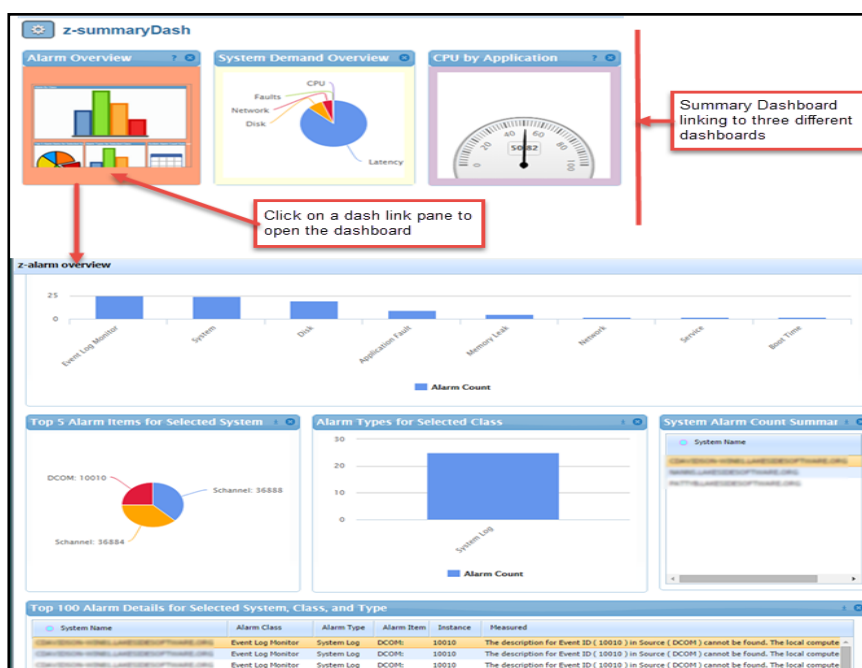 z-summaryDash
Alarm Overview ?
System Demand Overview
CPU by Application ?
CPU
Faults
Network
Disk
Latency
0
20
40
60
80
100
Summary Dashboard
linking to three different
dashboards
Click on a dash link pane to
open the dashboard
z-alarm overview
25
0
Event Log Monitor
System
Disk
Application Fault
Memory Leak
Network
Service
Boot Time
Alarm Count
Top 5 Alarm Items for Selected System
DCOM: 10010
Schannel: 36888
Schannel: 36884
Alarm Types for Selected Class
30
20
10
0
System Log
Alarm Count
System Alarm Count Summar
System Name
Top 100 Alarm Details for Selected System, Class, and Type
System Name Alarm Class Alarm Type Alarm Item Instance Measured
Event Log Monitor System Log DCOM: 10010 The description for Event ID ( 10010 ) in Source ( DCOM ) cannot be found. The local compute
Event Log Monitor System Log DCOM: 10010 The description for Event ID ( 10010 ) in Source ( DCOM ) cannot be found. The local compute
Event Log Monitor System Log DCOM: 10010 The description for Event ID ( 10010 ) in Source ( DCOM ) cannot be found. The local compute